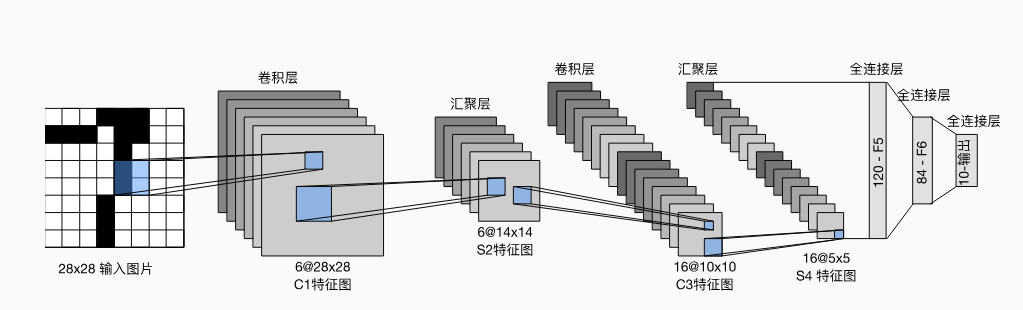 卷积层
汇聚层
卷积层
汇聚层
全连接层
全连接层
全连接层
120 - F5
84 - F6
10-输出
28x28 输入图片
6@28x28
C1特征图
6@14x14
S2特征图
16@10x10
C3特征图
16@5x5
S4 特征图